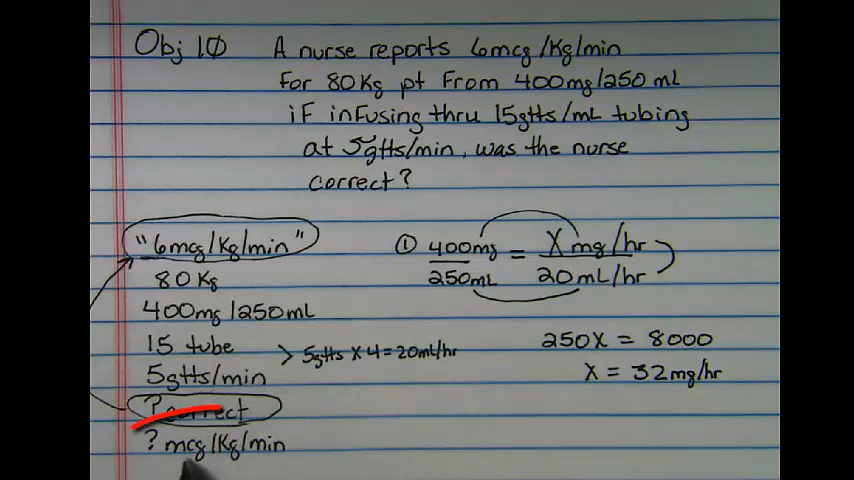 Obj 10 A nurse reports 6mcg/Kg/min
For 80Kg pt From 400mg/250 mL
if infusing thru 15gtts/mL tubing
at 5gtts/min, was the nurse
correct?
"6mcg/Kg/min"
80 Kg
400mg/250mL
15 tube
5gtts/min
> 5gtts x 4 = 20mL/hr
? correct
? mcg/Kg/min
① 400mg = X mg/hr
250mL 20mL/hr
250X = 8000
X = 32mg/hr